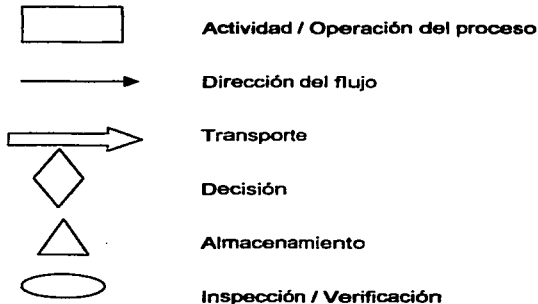 Actividad / Operación del proceso
Dirección del flujo
Transporte
Decisión
Almacenamiento
Inspección / Verificación